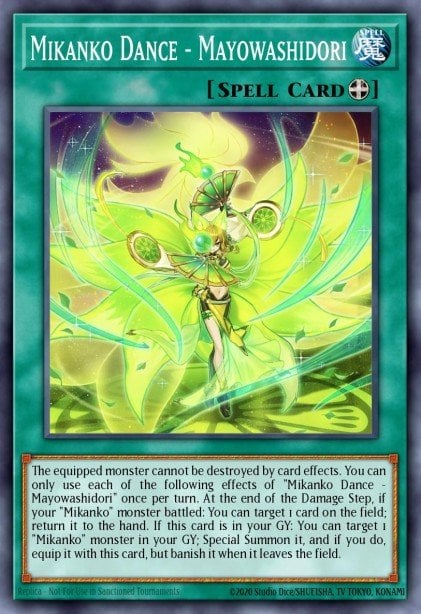 MIKANKO DANCE - MAYOWASHIDORI
SPELL
魔
[SPELL CARD]
The equipped monster cannot be destroyed by card effects. You can
only use each of the following effects of "Mikanko Dance -
Mayowashidori" once per turn. At the end of the Damage Step, if
your "Mikanko" monster battled: You can target 1 card on the field;
return it to the hand. If this card is in your GY: You can target 1
"Mikanko" monster in your GY; Special Summon it, and if you do,
equip it with this card, but banish it when it leaves the field.
Replica - Not For Use in Sanctioned Tournaments
©2020 Studio Dice/SHUEISHA, TV TOKYO, KONAMI